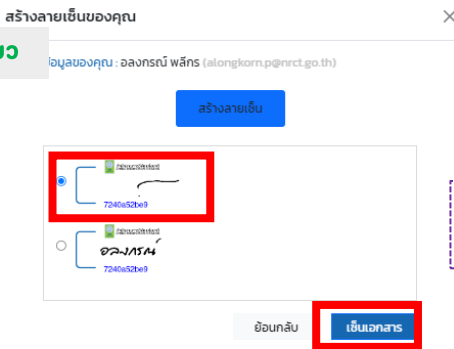 สร้างลายเซ็นของคุณ
ข้อมูลของคุณ : อลงกรณ์ พลีกร (alongkorn.p@nrct.go.th)
สร้างลายเซ็น
7240a52be9
อลงกรณ์
7240a52be9
ย้อนกลับ
เซ็นเอกสาร